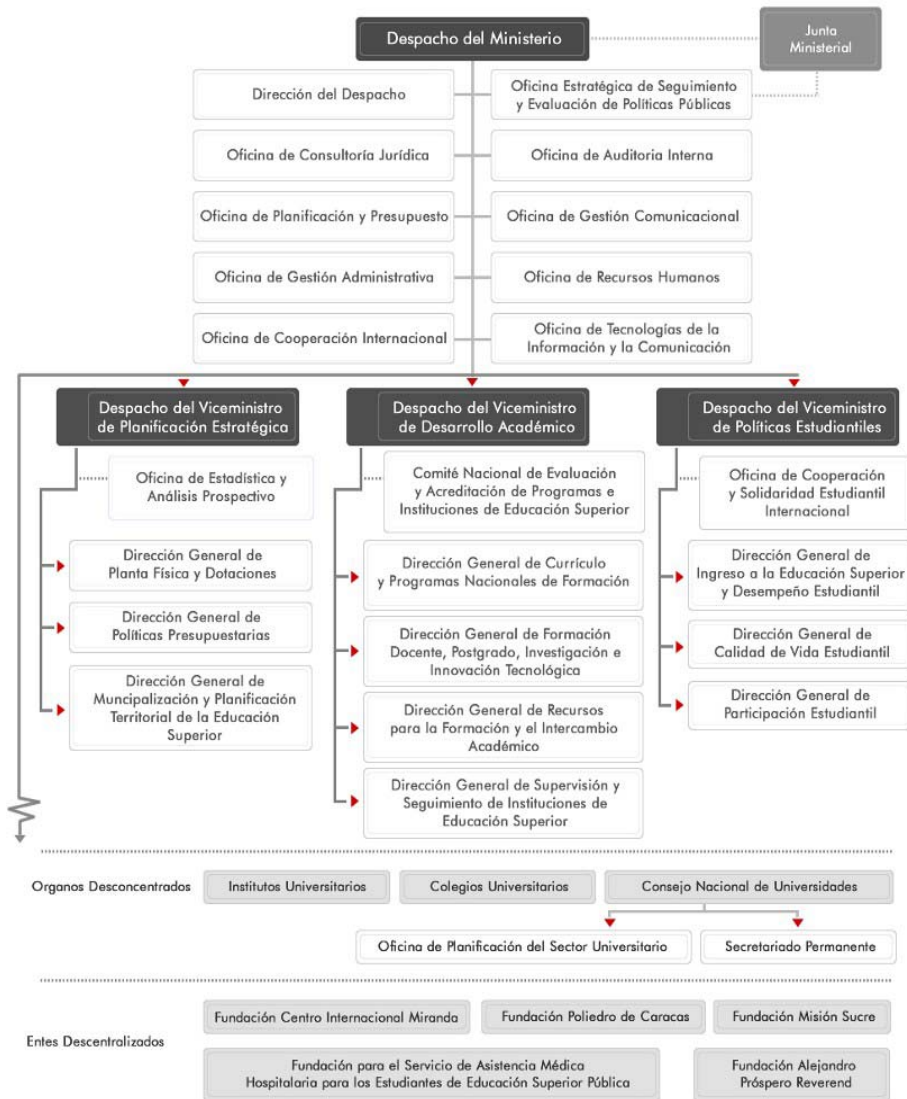 Despacho del Ministerio
Junta
Ministerial
Dirección del Despacho
Oficina Estratégica de Seguimiento
y Evaluación de Políticas Públicas
Oficina de Consultoría Jurídica
Oficina de Auditoria Interna
Oficina de Planificación y Presupuesto
Oficina de Gestión Comunicacional
Oficina de Gestión Administrativa
Oficina de Recursos Humanos
Oficina de Cooperación Internacional
Oficina de Tecnologías de la
Información y la Comunicación
Despacho del Viceministro
de Planificación Estratégica
Oficina de Estadística y
Análisis Prospectivo
Dirección General de
Planta Física y Dotaciones
Dirección General de
Políticas Presupuestarias
Dirección General de
Muncipalización y Planificación
Territorial de la Educación
Superior
Despacho del Viceministro
de Desarrollo Académico
Comité Nacional de Evaluación
y Acreditación de Programas e
Instituciones de Educación Superior
Dirección General de Currículo
y Programas Nacionales de Formación
Dirección General de Formación
Docente, Postgrado, Investigación e
Innovación Tecnológica
Dirección General de Recursos
para la Formación y el Intercambio
Académico
Dirección General de Supervisión y
Seguimiento de Instituciones de
Educación Superior
Despacho del Viceministro
de Políticas Estudiantiles
Oficina de Cooperación
y Solidaridad Estudiantil
Internacional
Dirección General de
Ingreso a la Educación Superior
y Desempeño Estudiantil
Dirección General de
Calidad de Vida Estudiantil
Dirección General de
Participación Estudiantil
Organos Desconcentrados
Institutos Universitarios
Colegios Universitarios
Consejo Nacional de Universidades
Oficina de Planificación del Sector Universitario
Secretariado Permanente
Entes Descentralizados
Fundación Centro Internacional Miranda
Fundación Poliedro de Caracas
Fundación Misión Sucre
Fundación para el Servicio de Asistencia Médica
Hospitalaria para los Estudiantes de Educación Superior Pública
Fundación Alejandro
Próspero Reverend